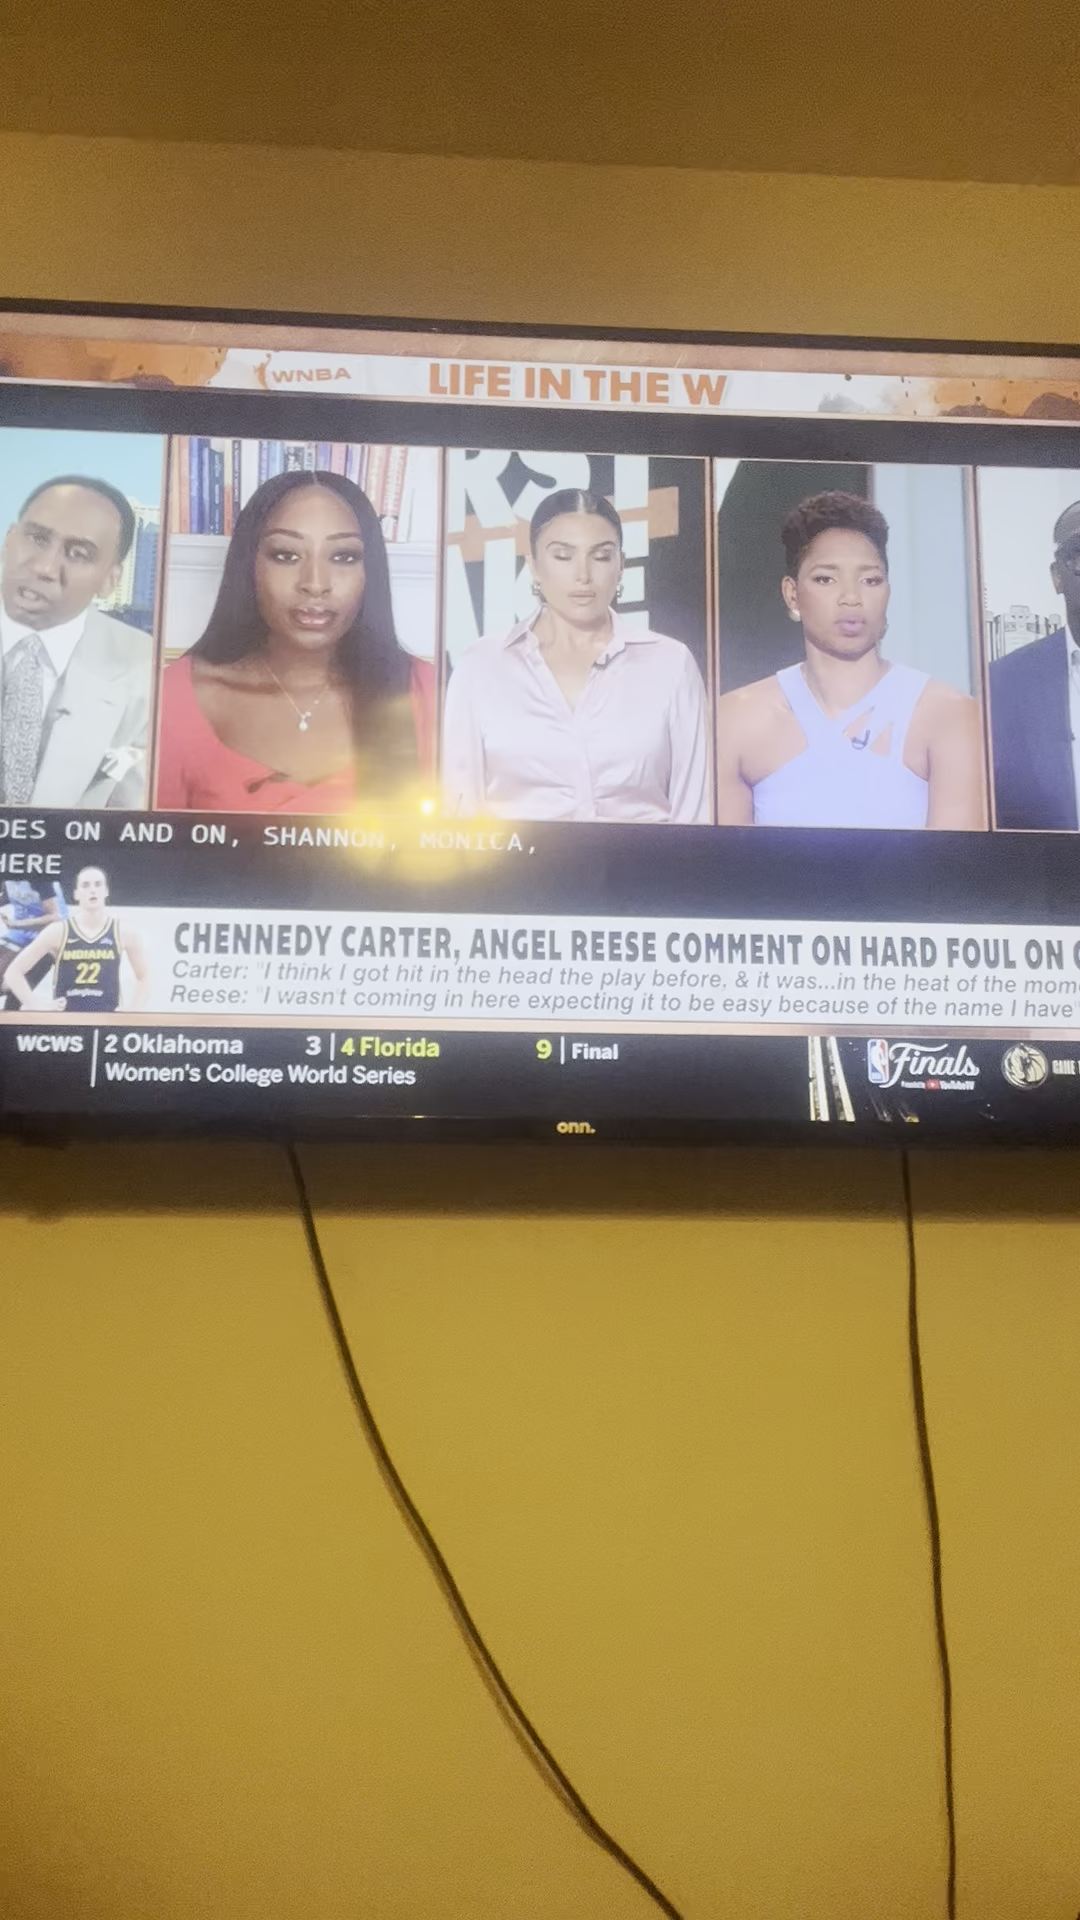 WNBA LIFE IN THE W
OES ON AND ON, SHANNON, MONICA,
HERE
INDIANA
22
CHENNEDY CARTER, ANGEL REESE COMMENT ON HARD FOUL ON
Carter: "I think I got hit in the head the play before, & it was...in the heat of the mom
Reese: "I wasn't coming in here expecting it to be easy because of the name I have"
WCWS 2 Oklahoma 3 4 Florida 9 Final
Women's College World Series
Finals
YouTubeTV
GAME
onn.